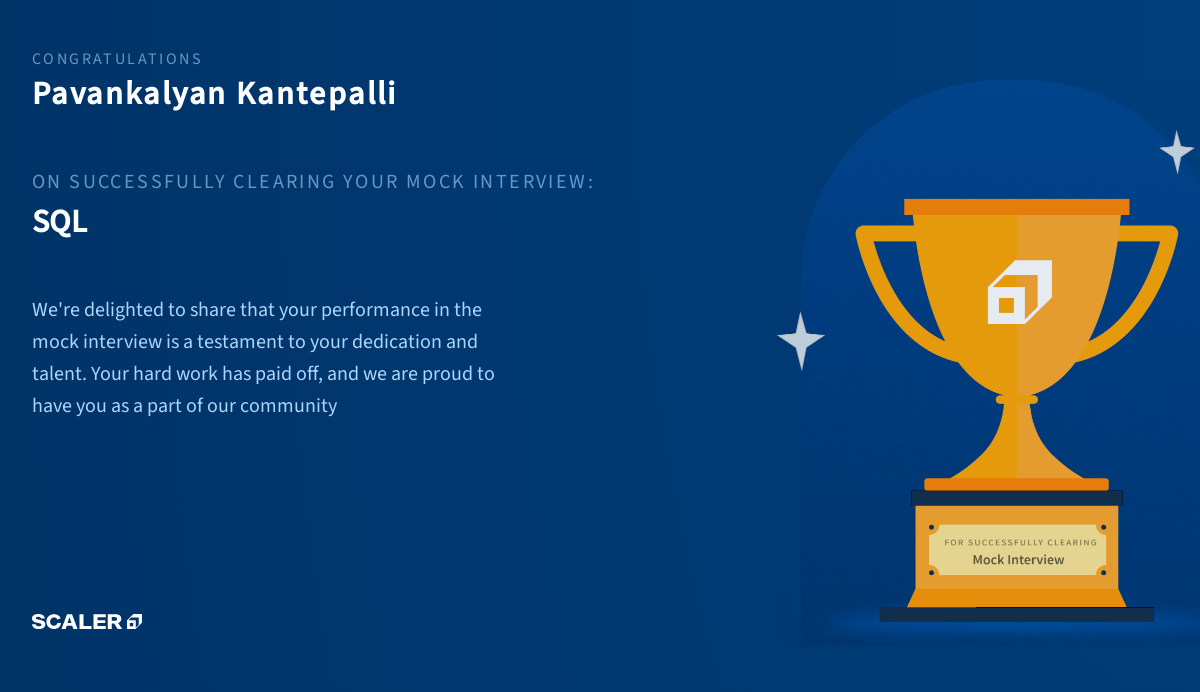 CONGRATULATIONS
Pavankalyan Kantepalli
ON SUCCESSFULLY CLEARING YOUR MOCK INTERVIEW:
SQL
We're delighted to share that your performance in the
mock interview is a testament to your dedication and
talent. Your hard work has paid off, and we are proud to
have you as a part of our community
FOR SUCCESSFULLY CLEARING
Mock Interview
SCALER